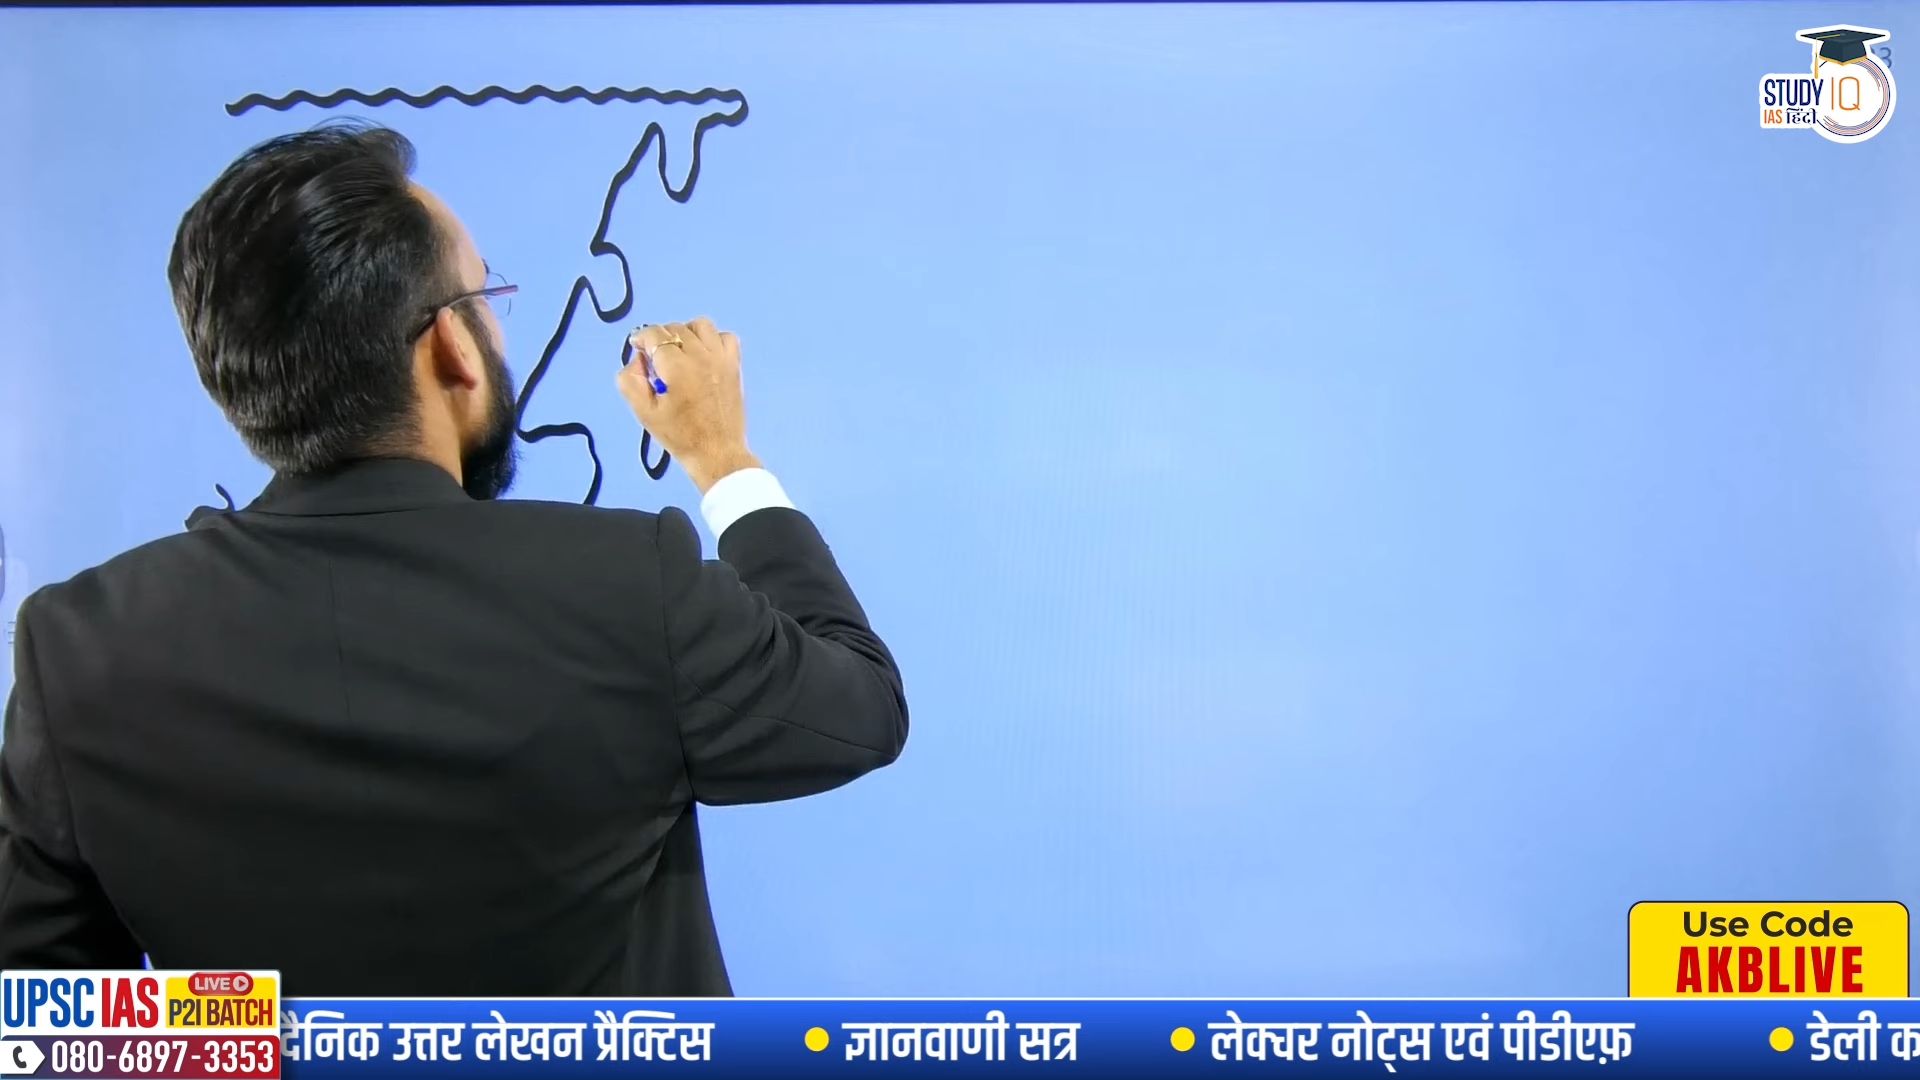 STUDY IQ
IAS हिंदी
Use Code
AKBLIVE
UPSC IAS
LIVE
P2I BATCH
080-6897-3353
दैनिक उत्तर लेखन प्रैक्टिस
ज्ञानवाणी सत्र
लेक्चर नोट्स एवं पीडीएफ़
डेली